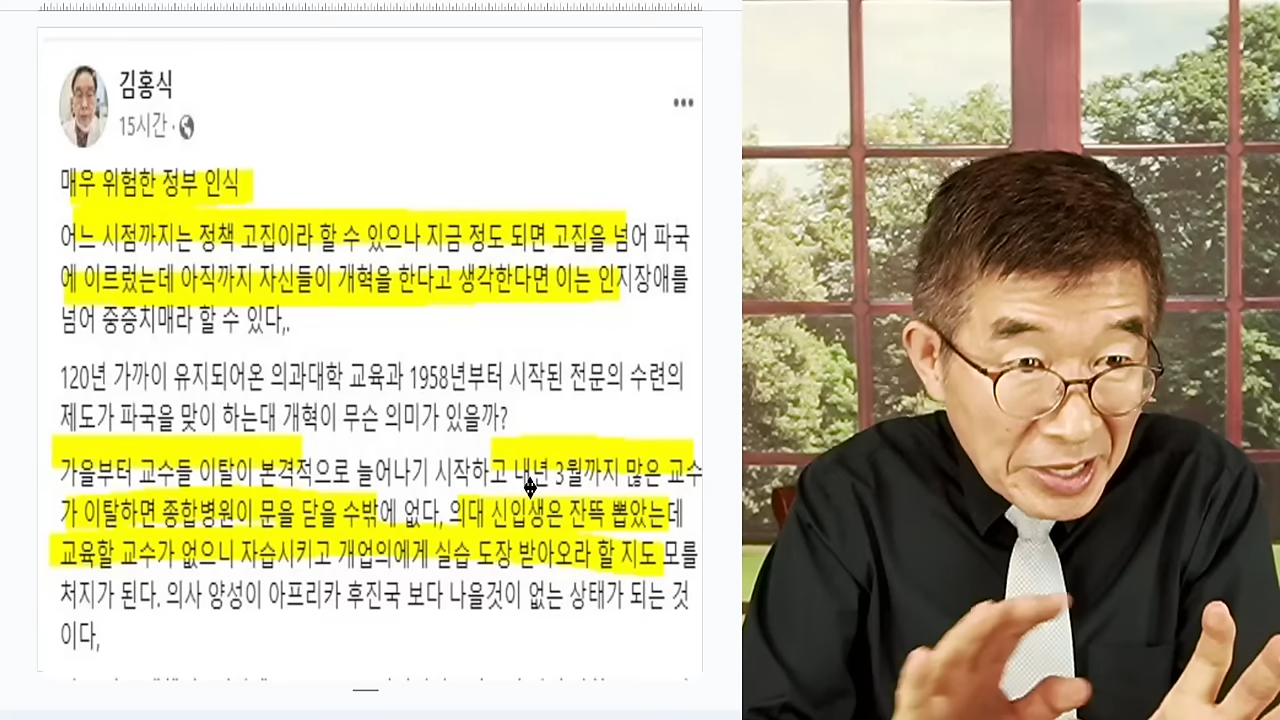 김홍식
15시간 ·
매우 위험한 정부 인식
어느 시점까지는 정책 고집이라 할 수 있으나 지금 정도 되면 고집을 넘어 파국
에 이르렀는데 아직까지 자신들이 개혁을 한다고 생각한다면 이는 인지장애를
넘어 중증치매라 할 수 있다,.
120년 가까이 유지되어온 의과대학 교육과 1958년부터 시작된 전문의 수련의
제도가 파국을 맞이 하는대 개혁이 무슨 의미가 있을까?
가을부터 교수들 이탈이 본격적으로 늘어나기 시작하고 내년 3월까지 많은 교수
가 이탈하면 종합병원이 문을 닫을 수밖에 없다, 의대 신입생은 잔뜩 뽑았는데
교육할 교수가 없으니 자습시키고 개업의에게 실습 도장 받아오라 할 지도 모를
처지가 된다. 의사 양성이 아프리카 후진국 보다 나을것이 없는 상태가 되는 것
이다,